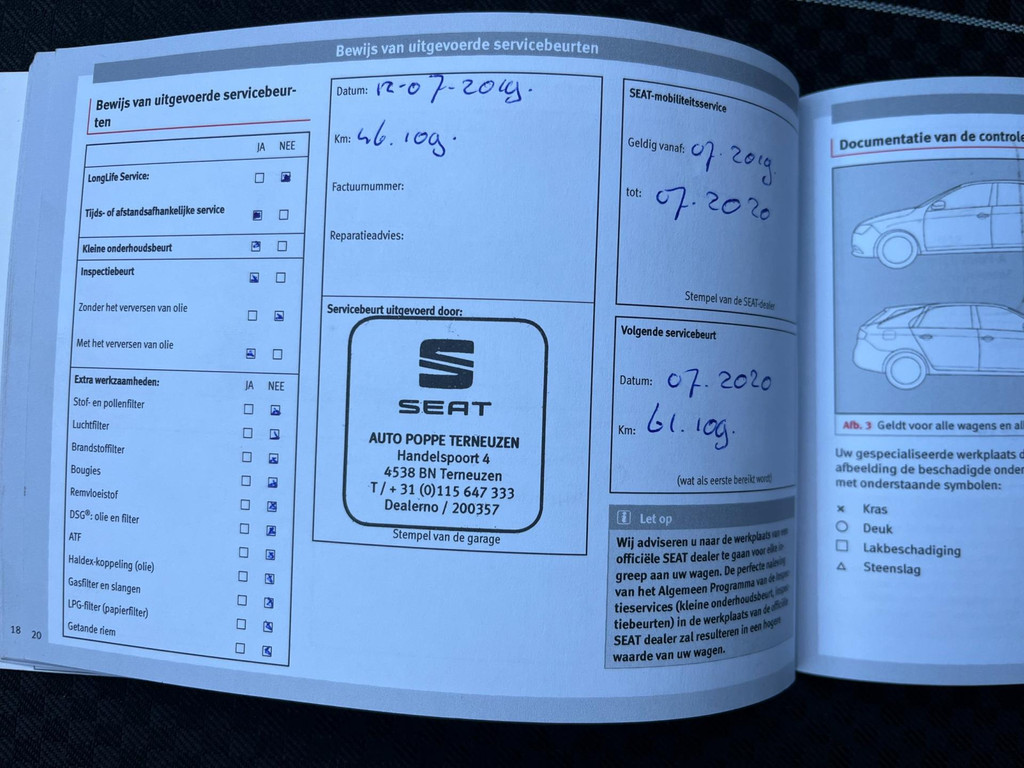 Bewijs van uitgevoerde servicebeurten
Bewijs van uitgevoerde servicebeur-
ten
JA NEE
LongLife Service:
Tijds- of afstandsafhankelijke service
Kleine onderhoudsbeurt
Inspectiebeurt
Zonder het verversen van olie
Met het verversen van olie
Extra werkzaamheden: JA NEE
Stof- en pollenfilter
Luchtfilter
Brandstoffilter
Bougies
Remvloeistof
DSG®: olie en filter
ATF
Haldex-koppeling (olie)
Gasfilter en slangen
LPG-filter (papierfilter)
Getande riem
18 20
Datum: 12-07-2019.
Km: 46.109.
Factuurnummer:
Reparatieadvies:
Servicebeurt uitgevoerd door:
SEAT
AUTO POPPE TERNEUZEN
Handelspoort 4
4538 BN Terneuzen
T / + 31 (0)115 647 333
Dealerno / 200357
Stempel van de garage
SEAT-mobiliteitsservice
Geldig vanaf: 07.2019
tot: 07.2020
Stempel van de SEAT-dealer
Volgende servicebeurt
Datum: 07.2020
Km: 61.109.
(wat als eerste bereikt wordt)
Let op
Wij adviseren u naar de werkplaats van een
officiële SEAT dealer te gaan voor elke in-
greep aan uw wagen. De perfecte naleving
van het Algemeen Programma van de Inspec-
tieservices (kleine onderhoudsbeurt, inspec-
tiebeurten) in de werkplaats van de officiële
SEAT dealer zal resulteren in een hogere
waarde van uw wagen.
Documentatie van de controle
Afb. 3 Geldt voor alle wagens en al
Uw gespecialiseerde werkplaats d
afbeelding de beschadigde onder
met onderstaande symbolen:
× Kras
○ Deuk
□ Lakbeschadiging
△ Steenslag